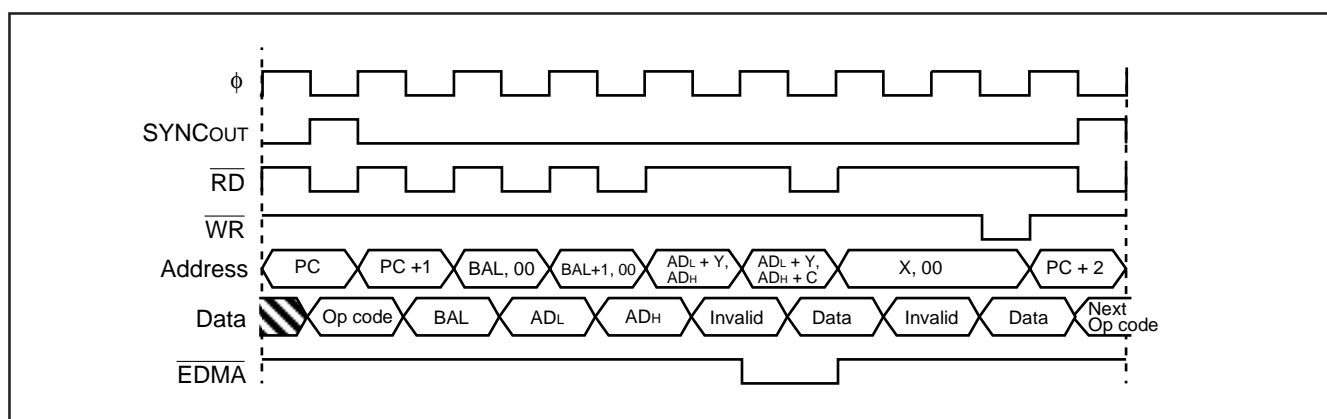 ϕ
SYNCOUT
RD
WR
Address PC PC +1 BAL, 00 BAL+1, 00 ADL + Y, ADH ADL + Y, ADH + C X, 00 PC + 2
Data Op code BAL ADL ADH Invalid Data Invalid Data Next Op code
EDMA